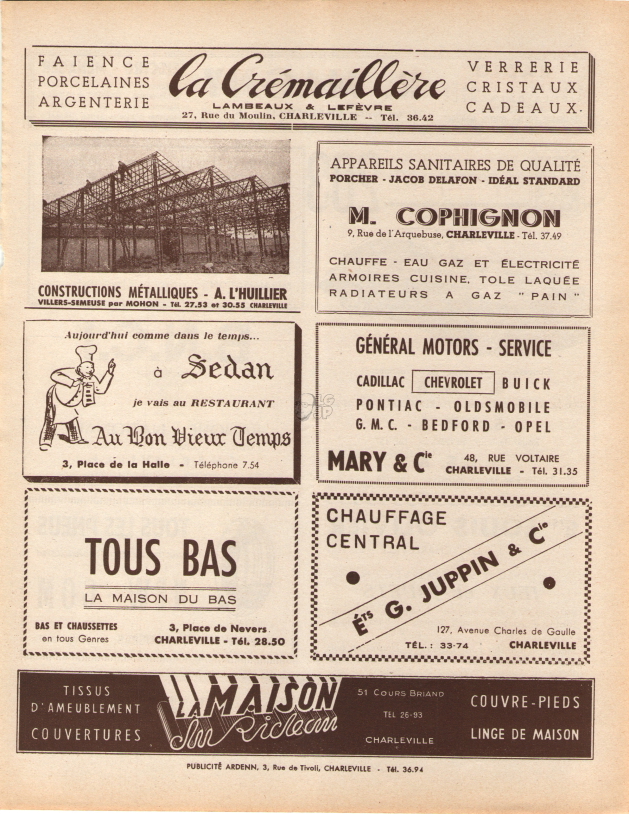 FAIENCE
PORCELAINES
ARGENTERIE
la Crémaillère
LAMBEAUX & LEFÈVRE
27, Rue du Moulin, CHARLEVILLE -- Tél. 36.42
VERRERIE
CRISTAUX
CADEAUX.
CONSTRUCTIONS MÉTALLIQUES - A. L'HUILLIER
VILLERS-SEMEUSE par MOHON - Tél. 27.53 et 30.55 CHARLEVILLE
APPAREILS SANITAIRES DE QUALITÉ
PORCHER - JACOB DELAFON - IDÉAL STANDARD
M. COPHIGNON
9, Rue de l'Arquebuse, CHARLEVILLE - Tél. 37.49
CHAUFFE - EAU GAZ ET ÉLECTRICITÉ
ARMOIRES CUISINE, TOLE LAQUÉE
RADIATEURS A GAZ "PAIN"
Aujourd'hui comme dans le temps...
à Sedan
je vais au RESTAURANT
Au Bon Vieux Temps
3, Place de la Halle - Téléphone 7.54
GÉNÉRAL MOTORS - SERVICE
CADILLAC CHEVROLET BUICK
PONTIAC - OLDSMOBILE
G.M.C. - BEDFORD - OPEL
MARY & Cie
48, RUE VOLTAIRE
CHARLEVILLE - Tél. 31.35
TOUS BAS
LA MAISON DU BAS
BAS ET CHAUSSETTES
en tous Genres
3, Place de Nevers
CHARLEVILLE - Tél. 28.50
CHAUFFAGE
CENTRAL
Éts G. JUPPIN & Cie
127, Avenue Charles de Gaulle
TÉL. : 33-74 CHARLEVILLE
TISSUS
D'AMEUBLEMENT
COUVERTURES
LA MAISON
du Rideau
51 COURS BRIAND
TEL 26-93
CHARLEVILLE
COUVRE-PIEDS
LINGE DE MAISON
PUBLICITÉ ARDENN, 3, Rue de Tivoli, CHARLEVILLE - Tél. 36.94